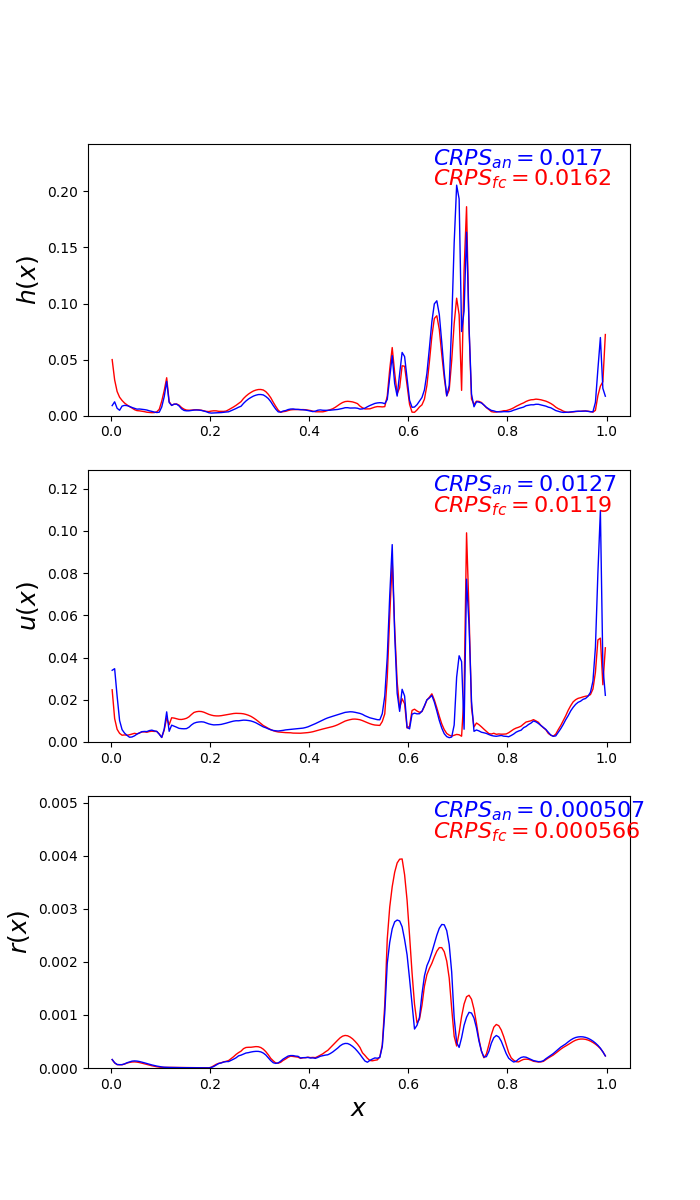 CRPS_an = 0.017
CRPS_fc = 0.0162
h(x)
0.20
0.15
0.10
0.05
0.00
0.0 0.2 0.4 0.6 0.8 1.0
CRPS_an = 0.0127
CRPS_fc = 0.0119
u(x)
0.12
0.10
0.08
0.06
0.04
0.02
0.00
0.0 0.2 0.4 0.6 0.8 1.0
CRPS_an = 0.000507
CRPS_fc = 0.000566
r(x)
0.005
0.004
0.003
0.002
0.001
0.000
0.0 0.2 0.4 0.6 0.8 1.0
x